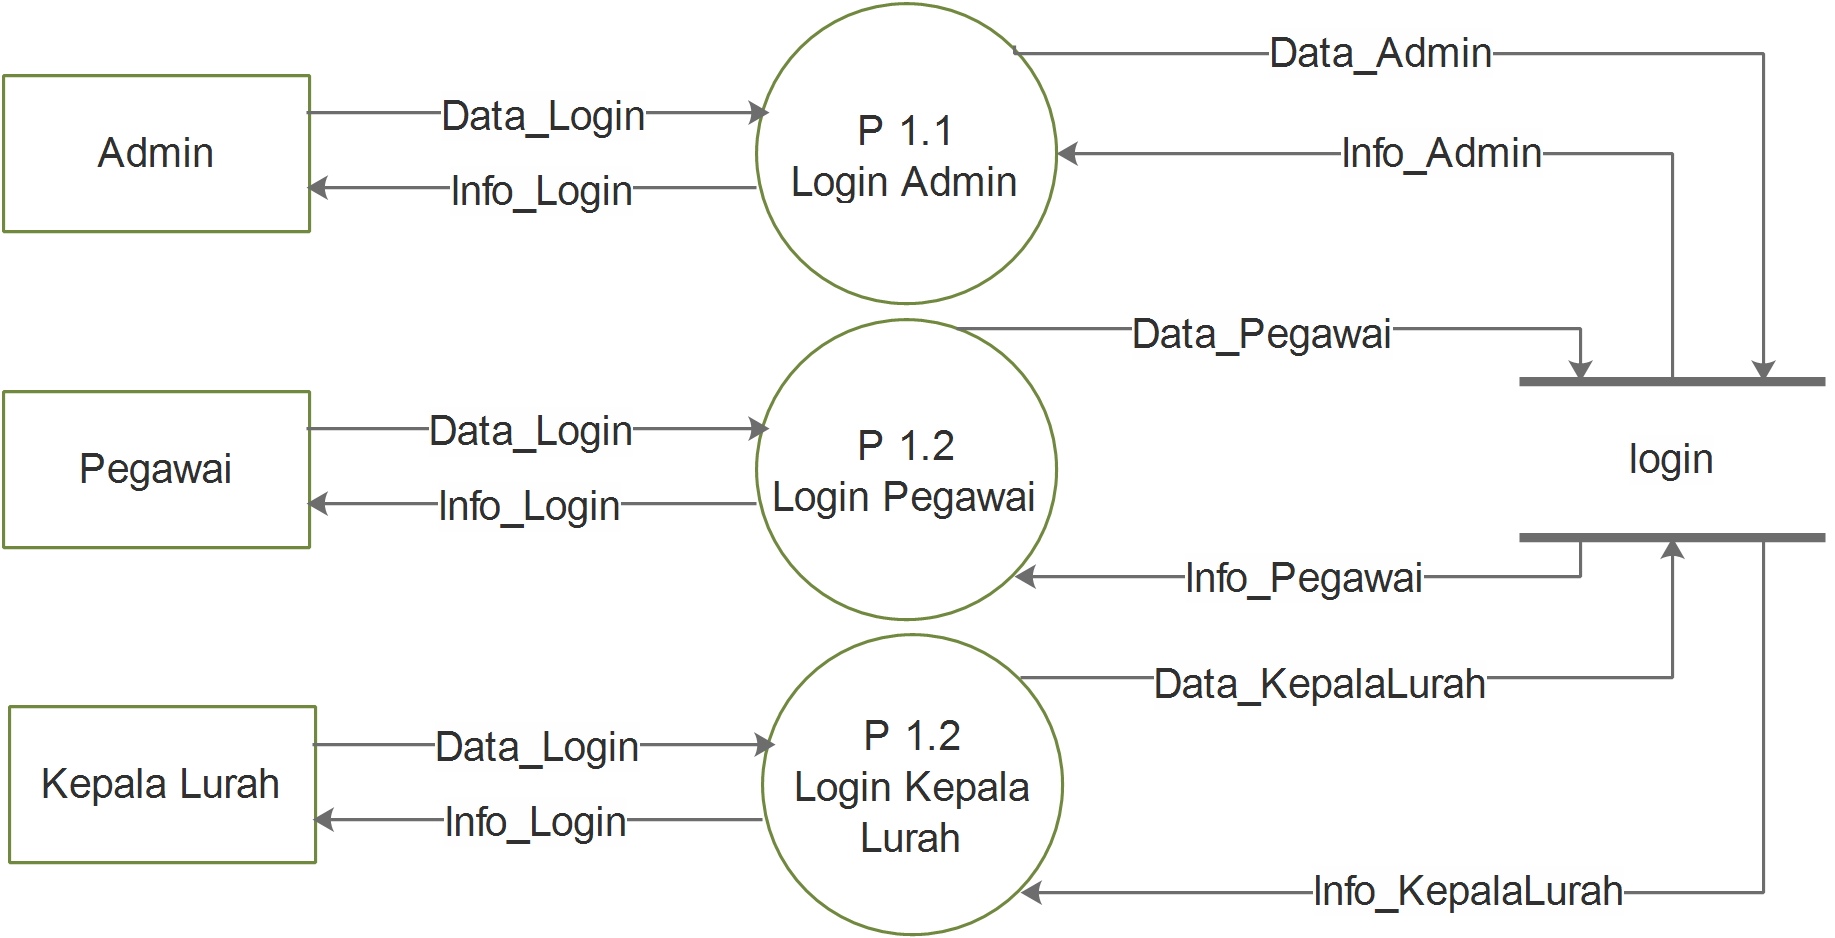 Data_Admin
Data_Login
P 1.1
Admin
Info_Admin
Login Admin
Info_Login
Data_Pegawai
Data_Login
P 1.2
Pegawai
login
Login Pegawai
Info_Login
Info_Pegawai
Data_KepalaLurah
P 1.2
Data_Login
Kepala Lurah
Login Kepala
Info_Login
Lurah
Info_KepalaLurah